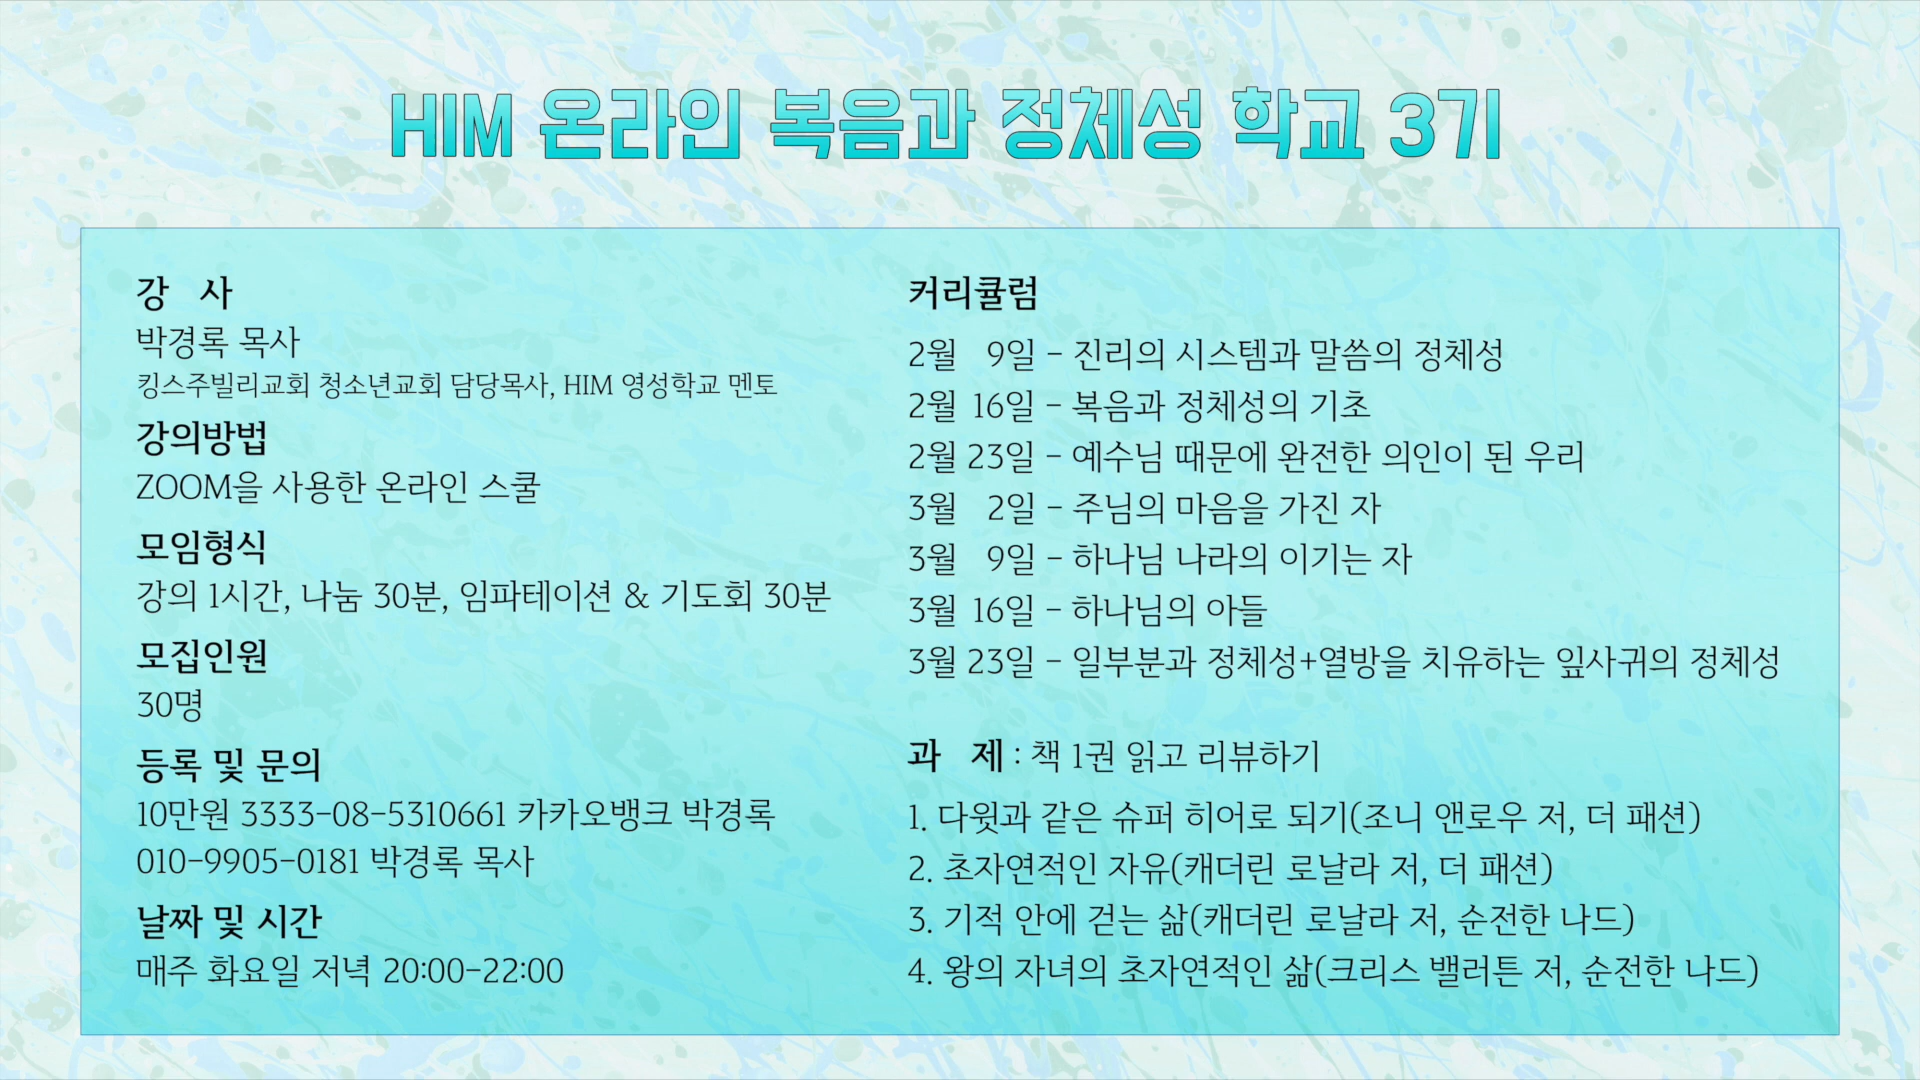 HIM 온라인 복음과 정체성 학교 3기
강 사
박경록 목사
킹스주빌리교회 청소년교회 담당목사, HIM 영성학교 멘토
강의방법
ZOOM을 사용한 온라인 스쿨
모임형식
강의 1시간, 나눔 30분, 임파테이션 & 기도회 30분
모집인원
30명
등록 및 문의
10만원 3333-08-5310661 카카오뱅크 박경록
010-9905-0181 박경록 목사
날짜 및 시간
매주 화요일 저녁 20:00-22:00
커리큘럼
2월 9일 - 진리의 시스템과 말씀의 정체성
2월 16일 - 복음과 정체성의 기초
2월 23일 - 예수님 때문에 완전한 의인이 된 우리
3월 2일 - 주님의 마음을 가진 자
3월 9일 - 하나님 나라의 이기는 자
3월 16일 - 하나님의 아들
3월 23일 - 일부분과 정체성+열방을 치유하는 잎사귀의 정체성
과 제 : 책 1권 읽고 리뷰하기
1. 다윗과 같은 슈퍼 히어로 되기(조니 앤로우 저, 더 패션)
2. 초자연적인 자유(캐더린 로날라 저, 더 패션)
3. 기적 안에 걷는 삶(캐더린 로날라 저, 순전한 나드)
4. 왕의 자녀의 초자연적인 삶(크리스 밸러튼 저, 순전한 나드)